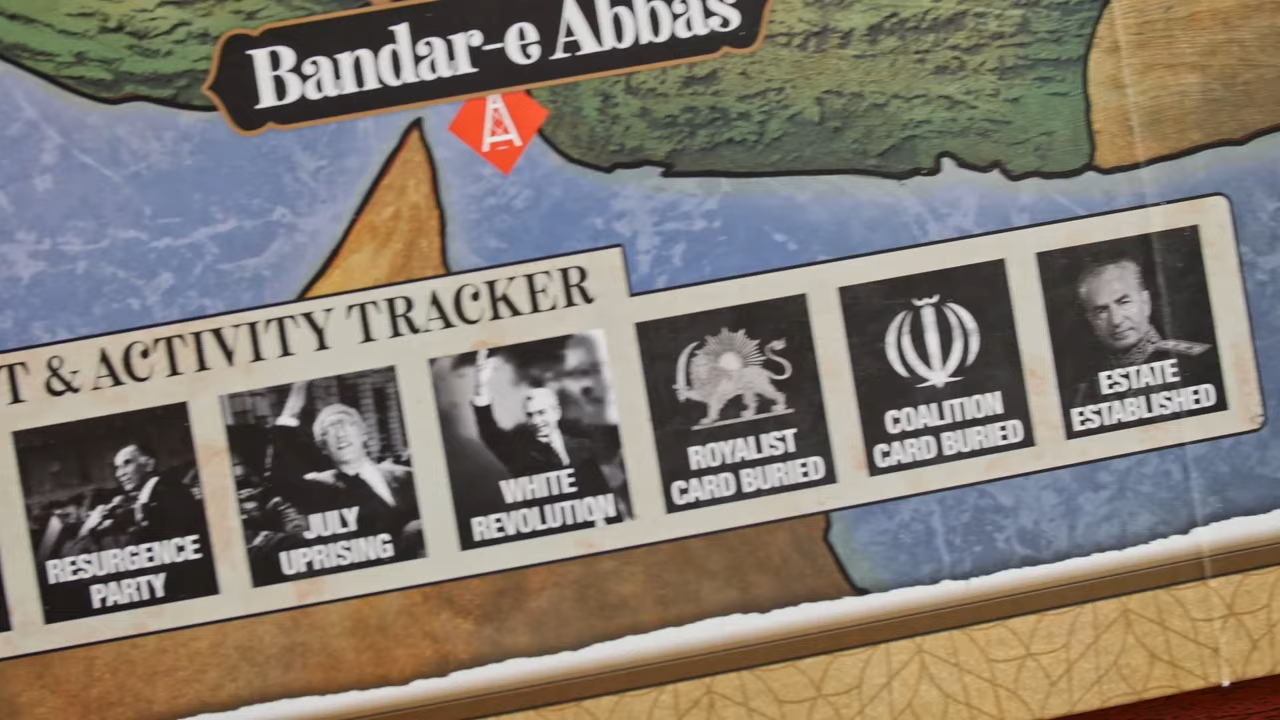 Bandar-e Abbas
T & ACTIVITY TRACKER
RESURGENCE
PARTY
JULY
UPRISING
WHITE
REVOLUTION
ROYALIST
CARD BURIED
COALITION
CARD BURIED
ESTATE
ESTABLISHED